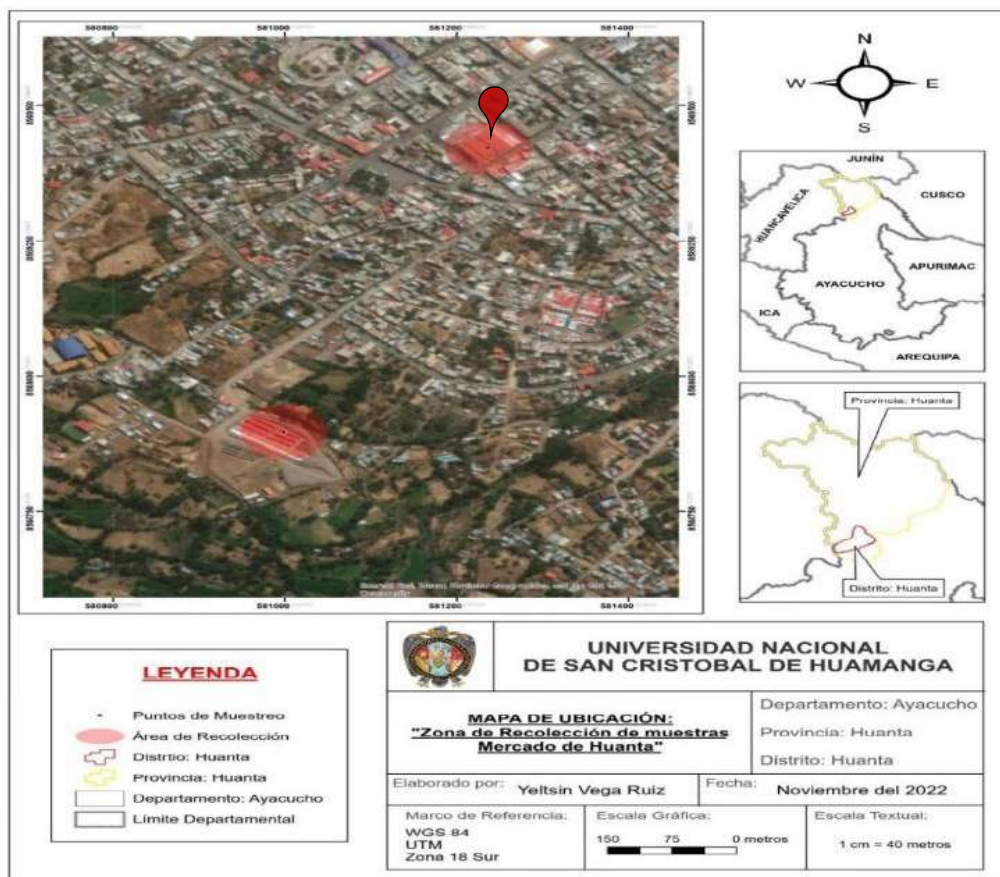 580800 581000 581200 581400
N
W E
S
JUNÍN
HUANCAVELICA
CUSCO
AYACUCHO
APURIMAC
ICA
AREQUIPA
Provincia: Huanta
Distrito: Huanta
580800 581000 581200 581400
LEYENDA
Puntos de Muestreo
Área de Recolección
Distrtio: Huanta
Provincia: Huanta
Departamento: Ayacucho
Límite Departamental
UNIVERSIDAD NACIONAL
DE SAN CRISTOBAL DE HUAMANGA
MAPA DE UBICACIÓN:
"Zona de Recolección de muestras
Mercado de Huanta"
Departamento: Ayacucho
Provincia: Huanta
Distrito: Huanta
Elaborado por: Yeltsin Vega Ruiz
Fecha: Noviembre del 2022
Marco de Referencia:
WGS 84
UTM
Zona 18 Sur
Escala Gráfica:
150 75 0 metros
Escala Textual:
1 cm = 40 metros